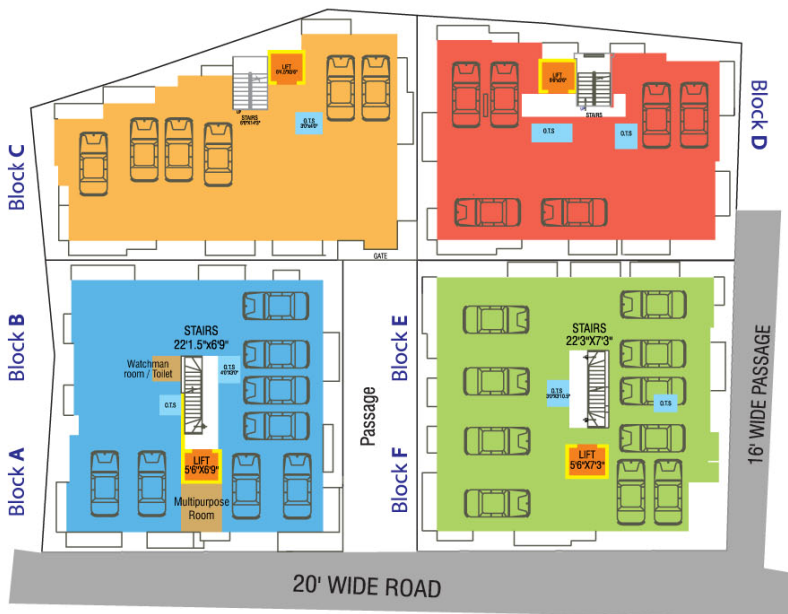 Block C
LIFT
STAIRS
O.T.S
GATE
LIFT
STAIRS
O.T.S
O.T.S
Block D
Block B
STAIRS
22'1.5"x6'9"
Watchman
room / Toilet
O.T.S
O.T.S
LIFT
5'6"X6'9"
Multipurpose
Room
Block A
Passage
Block E
STAIRS
22'3"X7'3"
O.T.S
O.T.S
LIFT
5'6"X7'3"
Block F
16' WIDE PASSAGE
20' WIDE ROAD